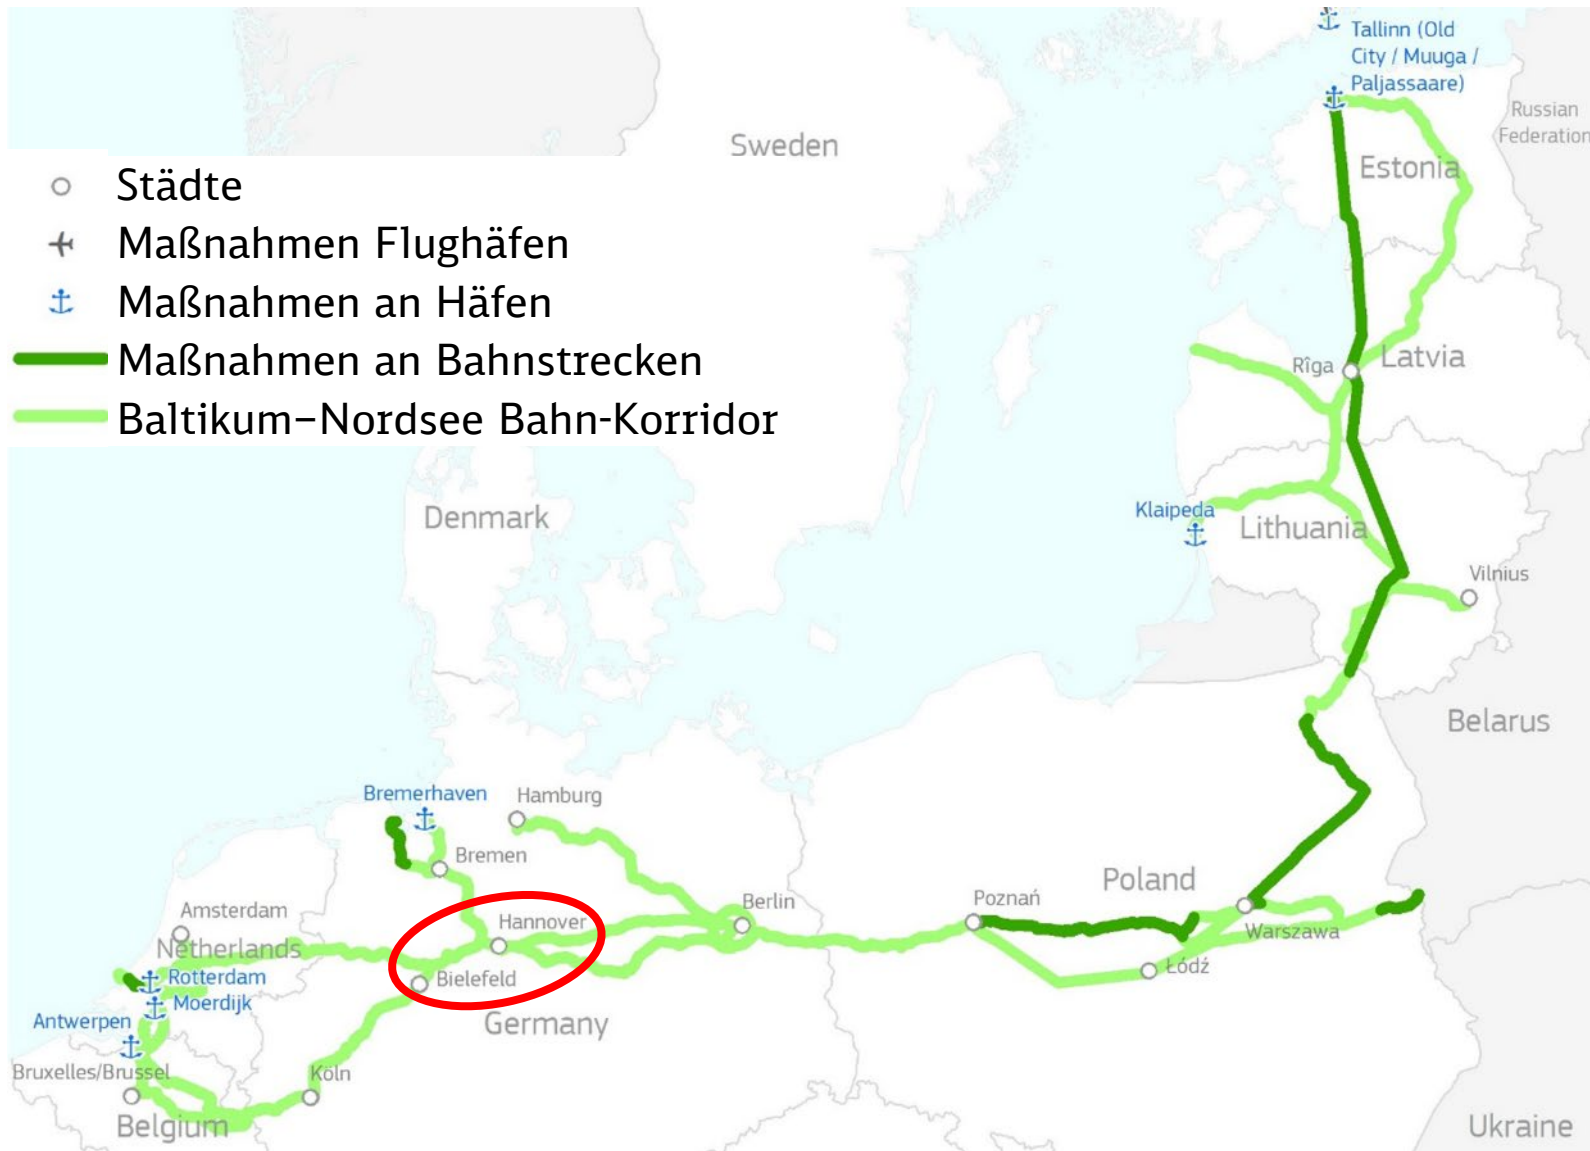 Tallinn (Old
City / Muuga /
Paljassaare)
Russian
Federation
Sweden
Estonia
Städte
Maßnahmen Flughäfen
Maßnahmen an Häfen
Maßnahmen an Bahnstrecken
Baltikum–Nordsee Bahn-Korridor
Rīga
Latvia
Denmark
Klaipeda
Lithuania
Vilnius
Belarus
Bremerhaven
Hamburg
Bremen
Poland
Amsterdam
Hannover
Berlin
Poznań
Netherlands
Warszawa
Rotterdam
Bielefeld
Łódź
Moerdijk
Antwerpen
Germany
Bruxelles/Brussel
Köln
Belgium
Ukraine